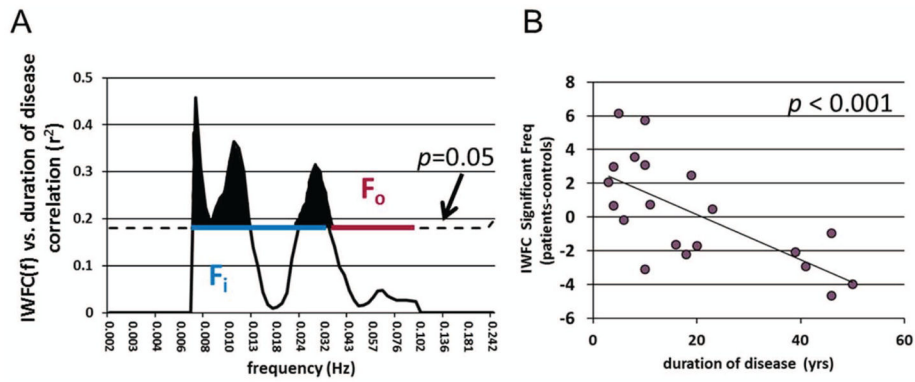 A
IWFC(f) vs. duration of disease
correlation (r2)
0.5
0.4
0.3
0.2
0.1
0
p=0.05
Fo
Fi
0.002 0.002 0.004 0.006 0.008 0.010 0.013 0.018 0.024 0.032 0.043 0.057 0.076 0.102 0.136 0.181 0.242
frequency (Hz)
B
IWFC Significant Freq
(patients-controls)
8
6
4
2
0
-2
-4
-6
p < 0.001
0 20 40 60
duration of disease (yrs)